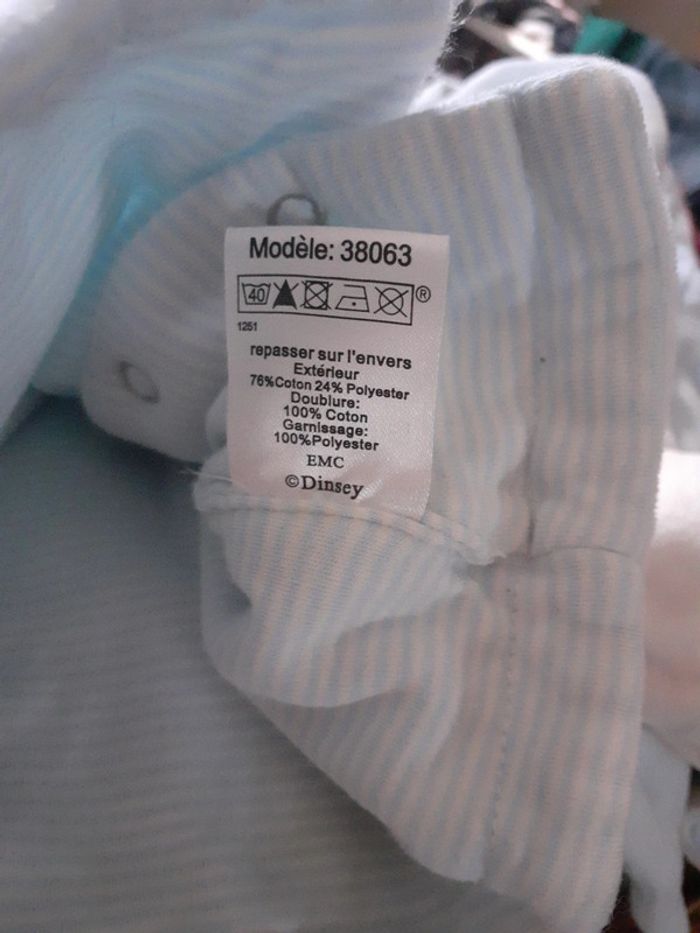 Modèle: 38063
40 ®
1251
repasser sur l'envers
Extérieur
76%Coton 24% Polyester
Doublure:
100% Coton
Garnissage:
100%Polyester
EMC
©Dinsey